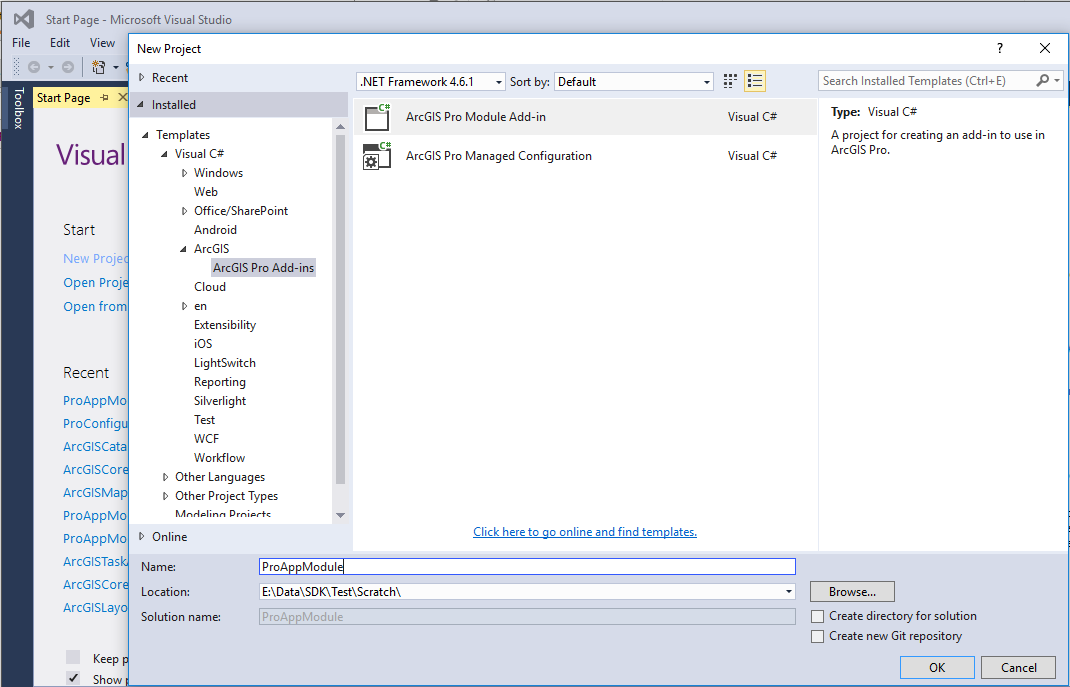 Start Page - Microsoft Visual Studio
File Edit View
New Project ?
Toolbox
Start Page
Recent
Installed
.NET Framework 4.6.1 Sort by: Default
Search Installed Templates (Ctrl+E)
Templates
Visual C#
Windows
Web
Office/SharePoint
Android
ArcGIS
ArcGIS Pro Add-ins
Cloud
en
Extensibility
iOS
LightSwitch
Reporting
Silverlight
Test
WCF
Workflow
Other Languages
Other Project Types
Modeling Projects
Online
C# ArcGIS Pro Module Add-in Visual C#
C# ArcGIS Pro Managed Configuration Visual C#
Click here to go online and find templates.
Type: Visual C#
A project for creating an add-in to use in
ArcGIS Pro.
Visual
Start
New Projec
Open Proje
Open from
Recent
ProAppMo
ProConfigu
ArcGISCata
ArcGISCore
ArcGISMap
ProAppMo
ProAppMo
ArcGISTask
ArcGISCore
ArcGISLayo
Keep p
Show p
Name: ProAppModule
Location: E:\Data\SDK\Test\Scratch\ Browse...
Solution name: ProAppModule
Create directory for solution
Create new Git repository
OK Cancel